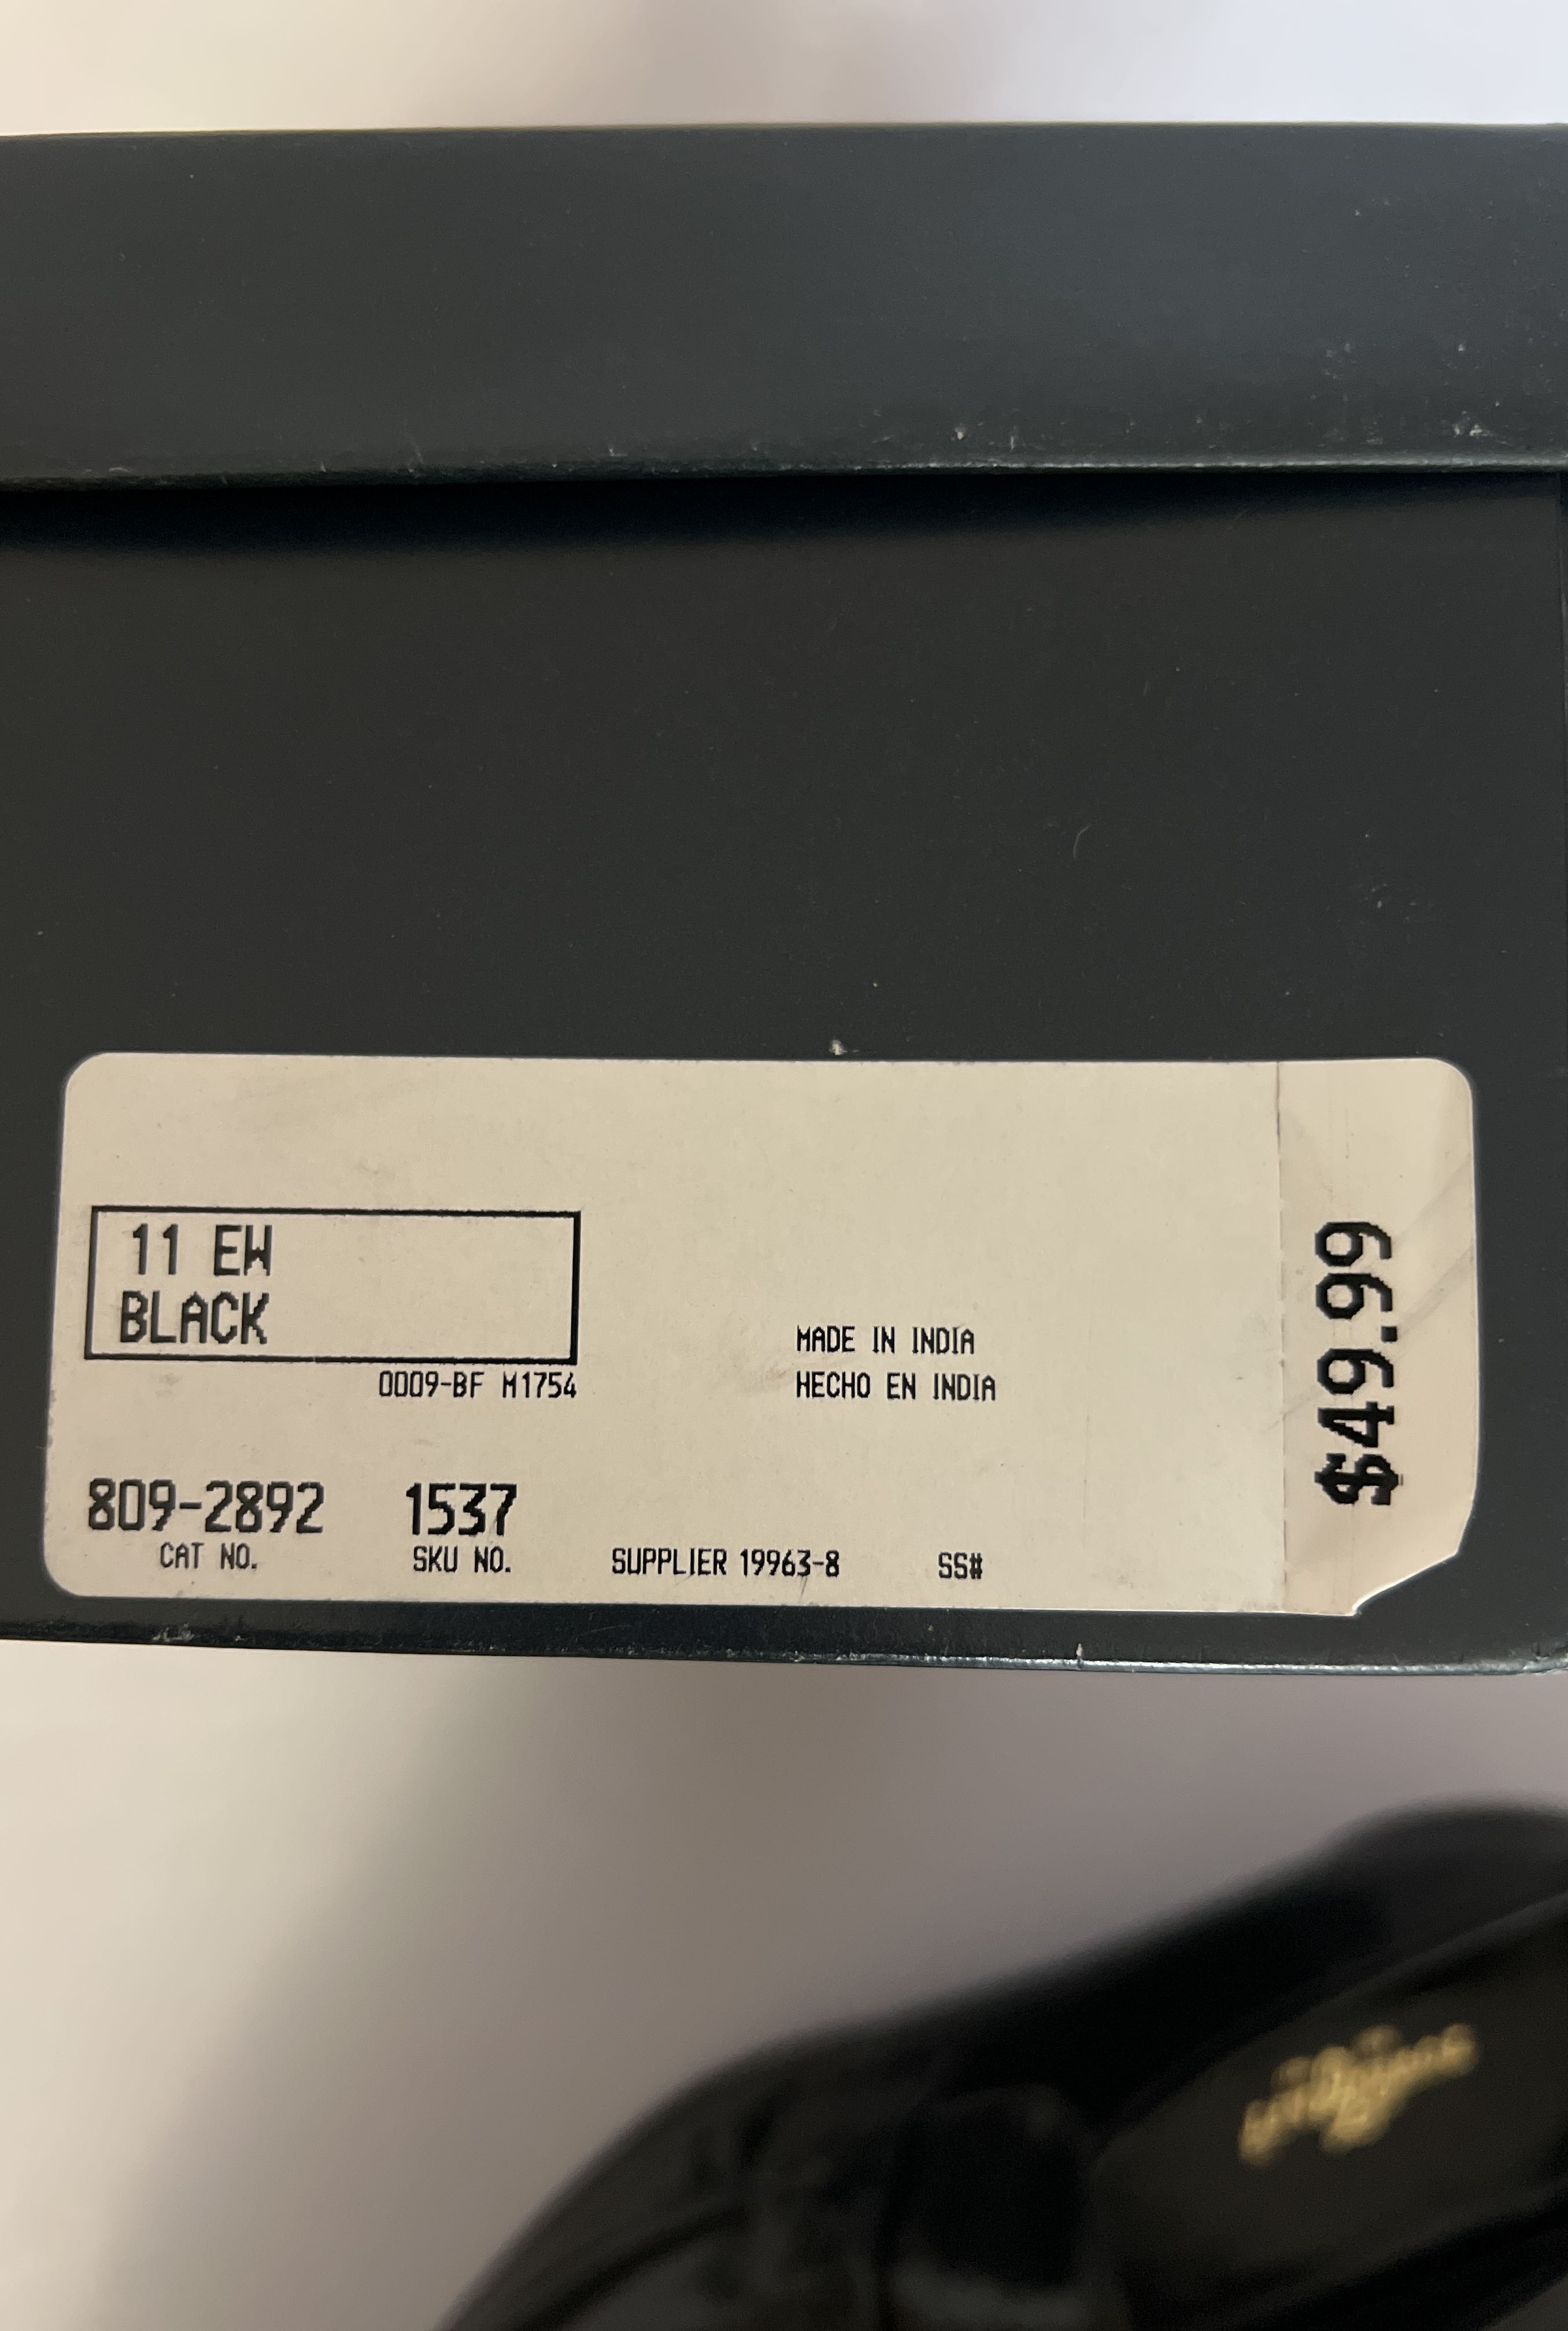 11 EW
BLACK
0009-BF M1754
MADE IN INDIA
HECHO EN INDIA
809-2892 1537
CAT NO. SKU NO. SUPPLIER 19963-8 SS#
$49.99